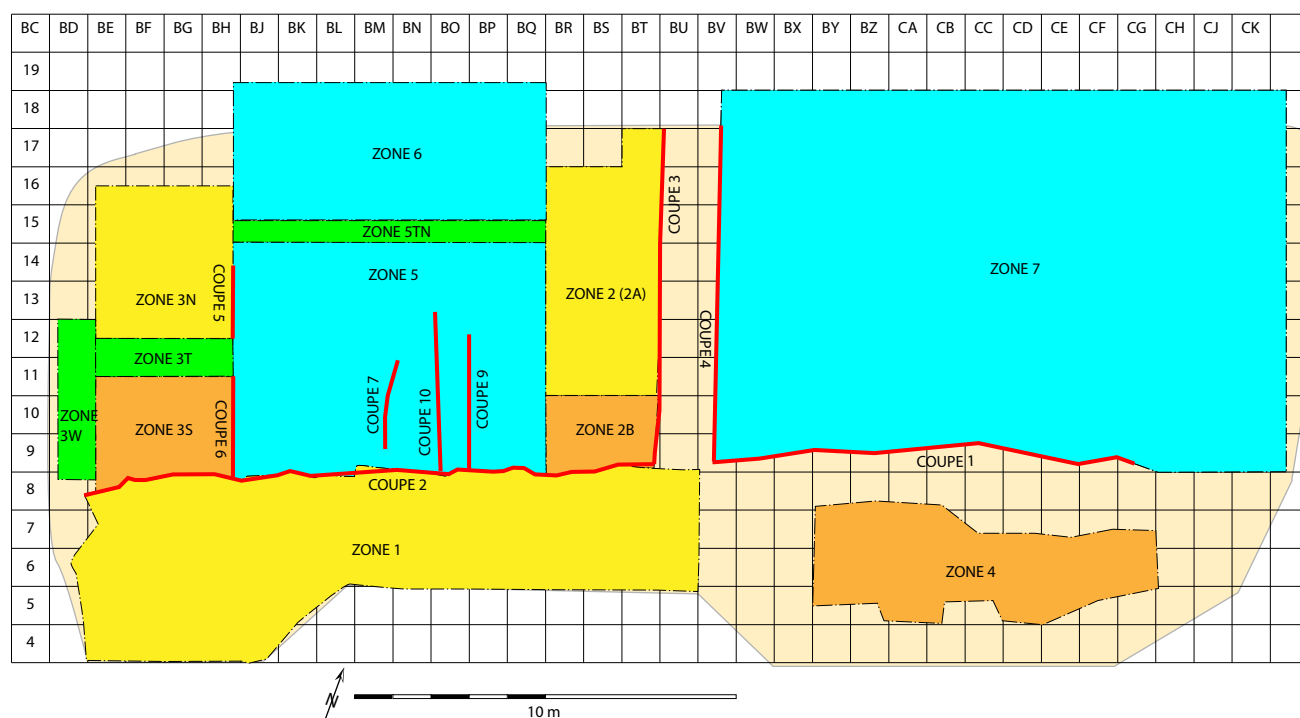 BC BD BE BF BG BH BJ BK BL BM BN BO BP BQ BR BS BT BU BV BW BX BY BZ CA CB CC CD CE CF CG CH CJ CK
19
18
17
16
15
14
13
12
11
10
9
8
7
6
5
4
ZONE 6
COUPE 3
ZONE 5TN
ZONE 5
ZONE 7
COUPE 5
ZONE 3N
ZONE 2 (2A)
COUPE 4
ZONE 3T
COUPE 7
COUPE 10
COUPE 9
ZONE
3W
ZONE 3S
COUPE 6
ZONE 2B
COUPE 1
COUPE 2
ZONE 1
ZONE 4
N
10 m